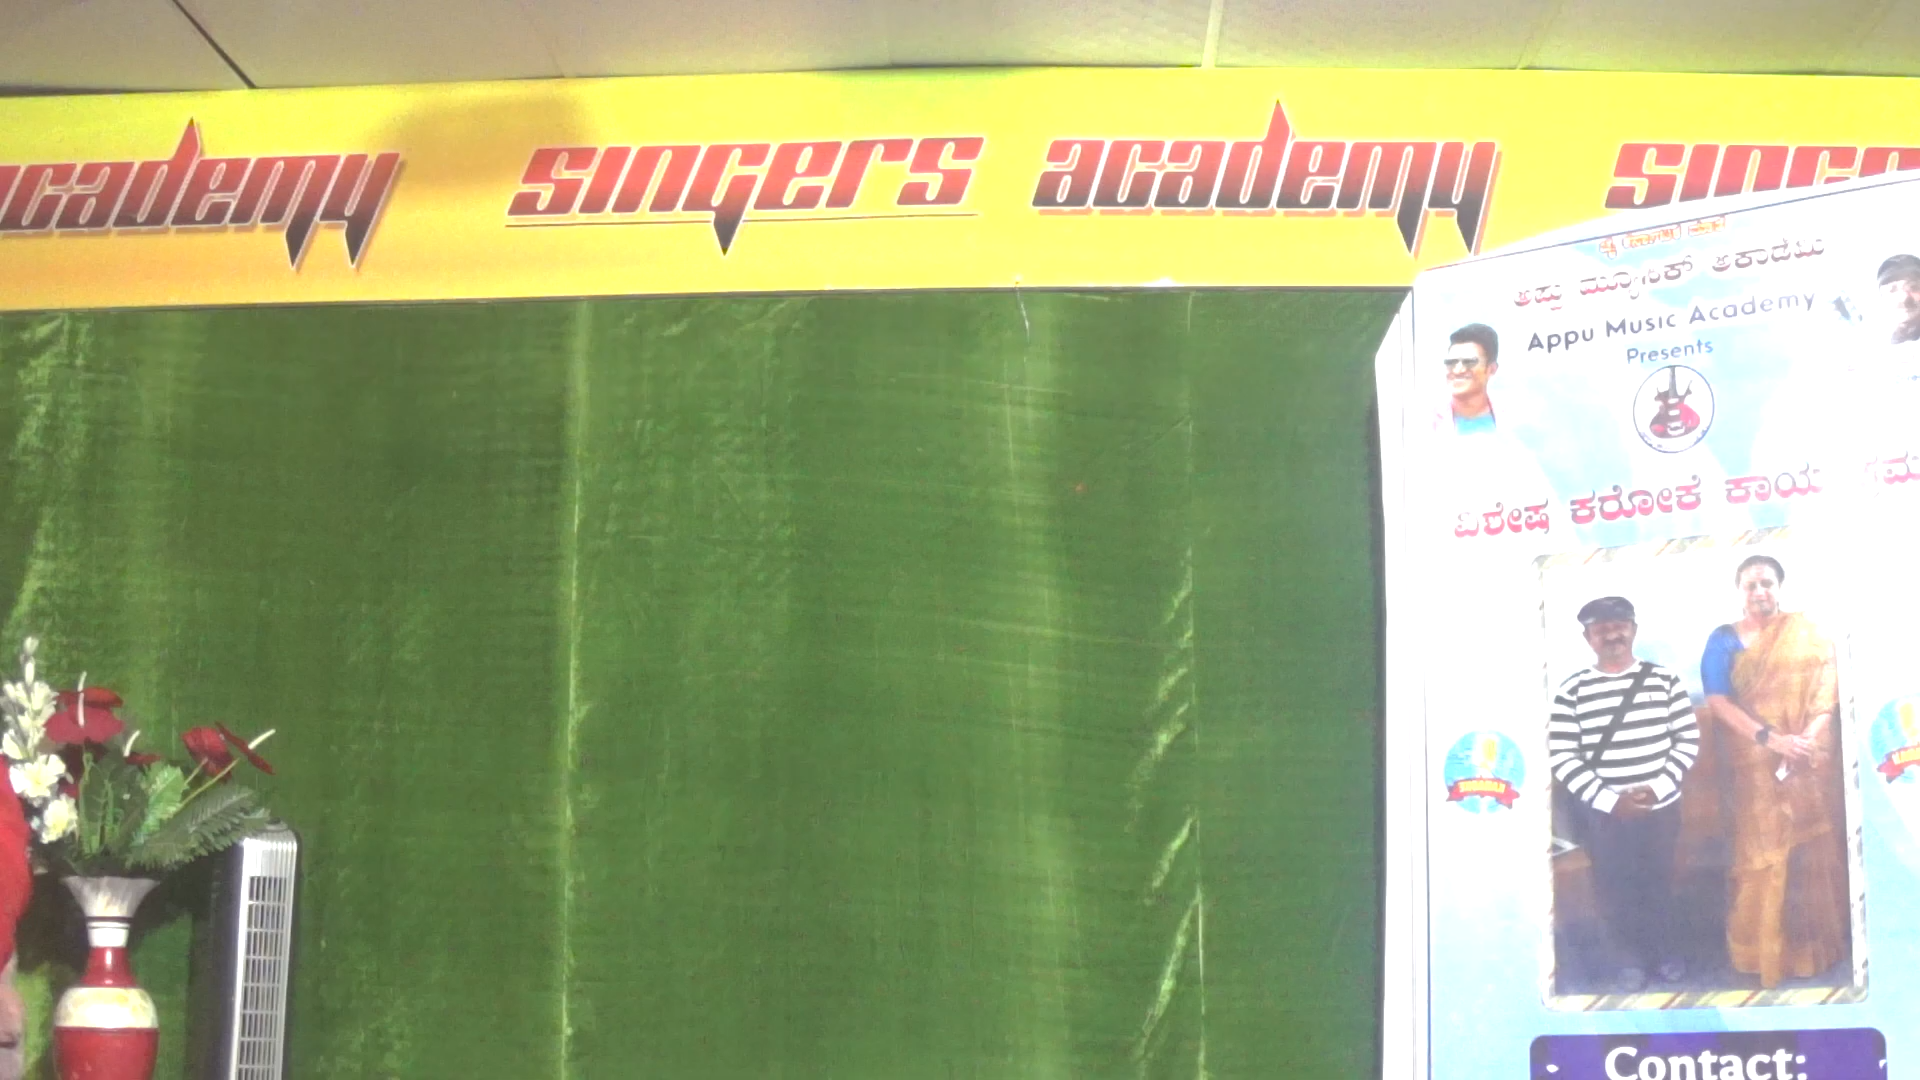 academy singers academy
ಅಪ್ಪು ಮ್ಯೂಸಿಕ್ ಅಕಾಡೆಮಿ
Appu Music Academy
Presents
ವಿಶೇಷ ಕರೋಕೆ
Contact: